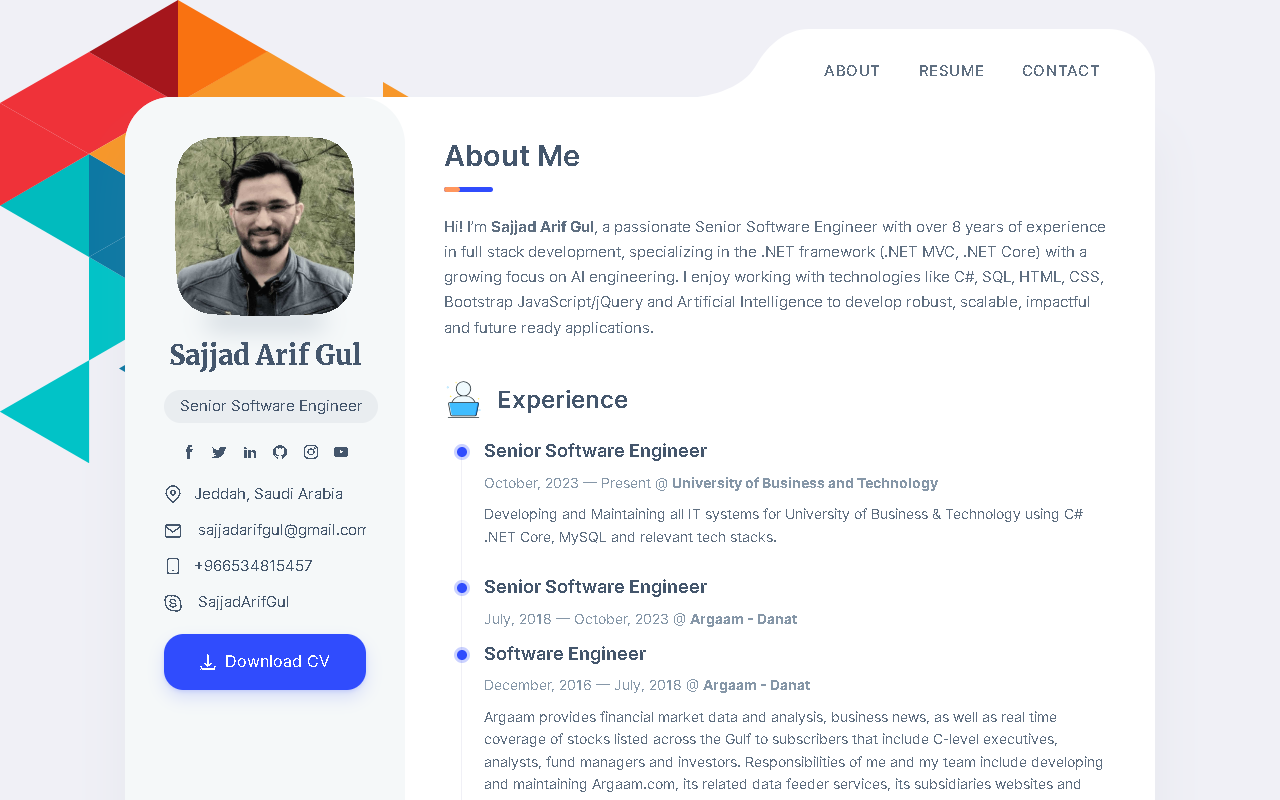 ABOUT RESUME CONTACT
Sajjad Arif Gul
Senior Software Engineer
Jeddah, Saudi Arabia
sajjadarifgul@gmail.com
+966534815457
SajjadArifGul
Download CV
About Me
Hi! I'm Sajjad Arif Gul, a passionate Senior Software Engineer with over 8 years of experience
in full stack development, specializing in the .NET framework (.NET MVC, .NET Core) with a
growing focus on AI engineering. I enjoy working with technologies like C#, SQL, HTML, CSS,
Bootstrap JavaScript/jQuery and Artificial Intelligence to develop robust, scalable, impactful
and future ready applications.
Experience
Senior Software Engineer
October, 2023 — Present @ University of Business and Technology
Developing and Maintaining all IT systems for University of Business & Technology using C#
.NET Core, MySQL and relevant tech stacks.
Senior Software Engineer
July, 2018 — October, 2023 @ Argaam - Danat
Software Engineer
December, 2016 — July, 2018 @ Argaam - Danat
Argaam provides financial market data and analysis, business news, as well as real time
coverage of stocks listed across the Gulf to subscribers that include C-level executives,
analysts, fund managers and investors. Responsibilities of me and my team include developing
and maintaining Argaam.com, its related data feeder services, its subsidiaries websites and